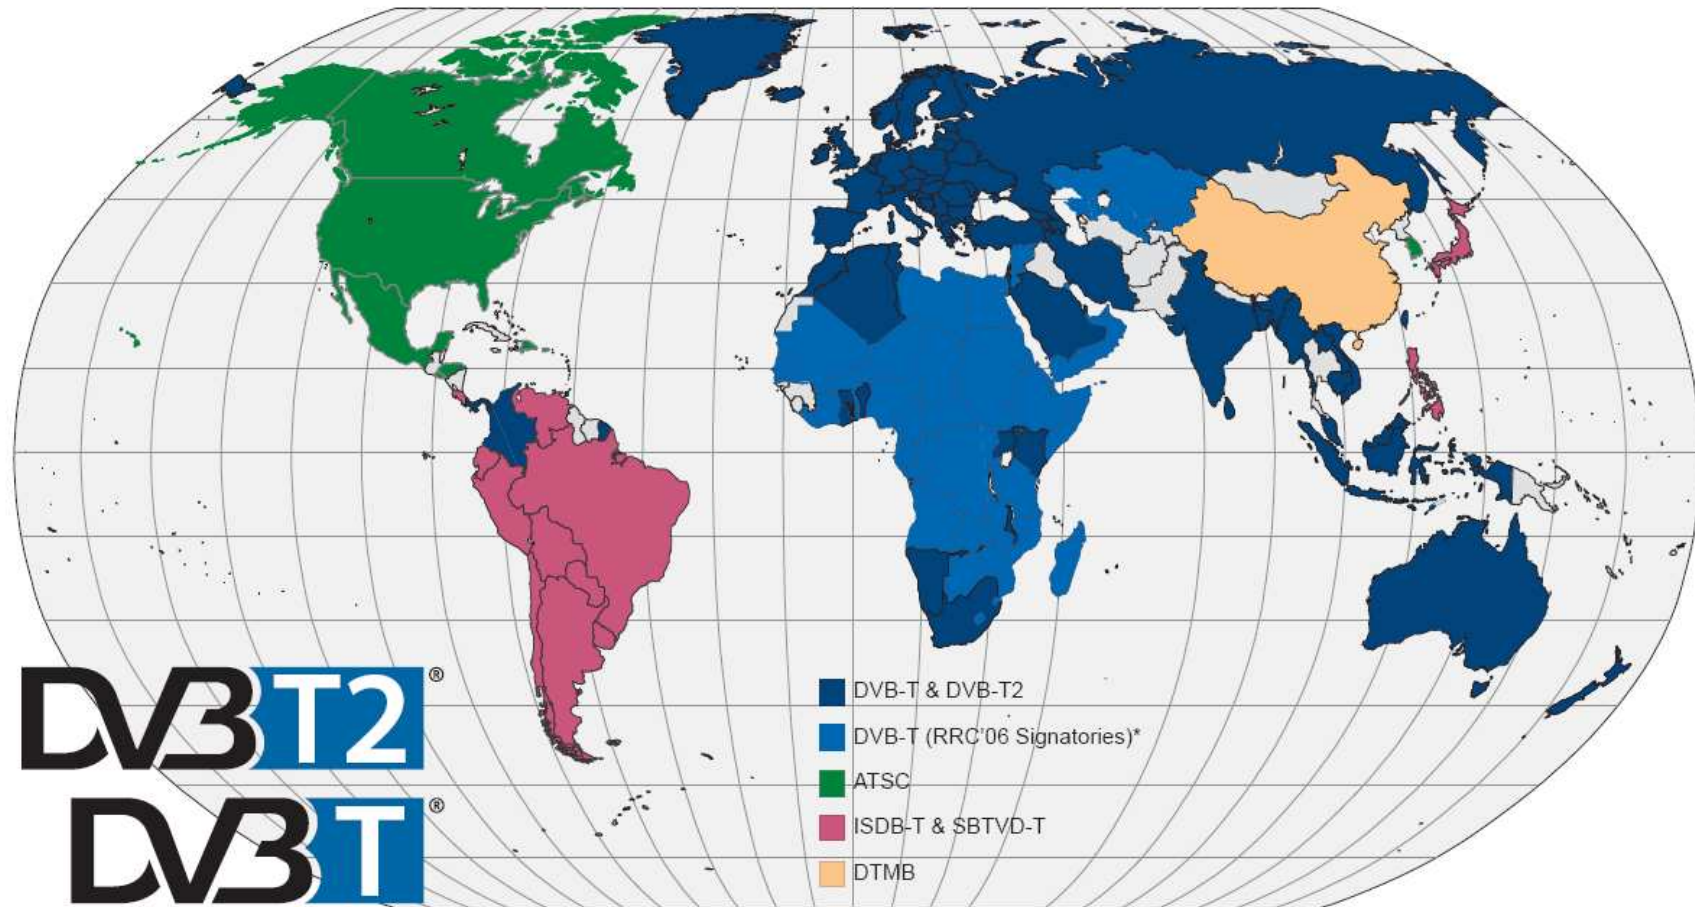 DVB T2®
DVB T®
DVB-T & DVB-T2
DVB-T (RRC'06 Signatories)*
ATSC
ISDB-T & SBTVD-T
DTMB